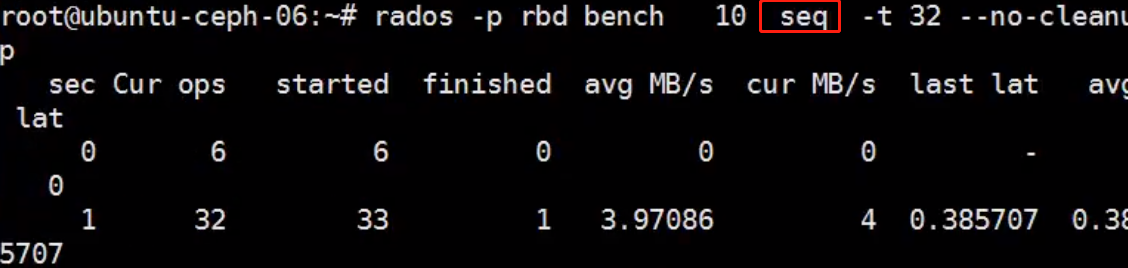 root@ubuntu-ceph-06:~# rados -p rbd bench 10 seq -t 32 --no-cleanu
p
sec Cur ops started finished avg MB/s cur MB/s last lat avg
lat
0 6 6 0 0 0 -
0
1 32 33 1 3.97086 4 0.385707 0.38
5707